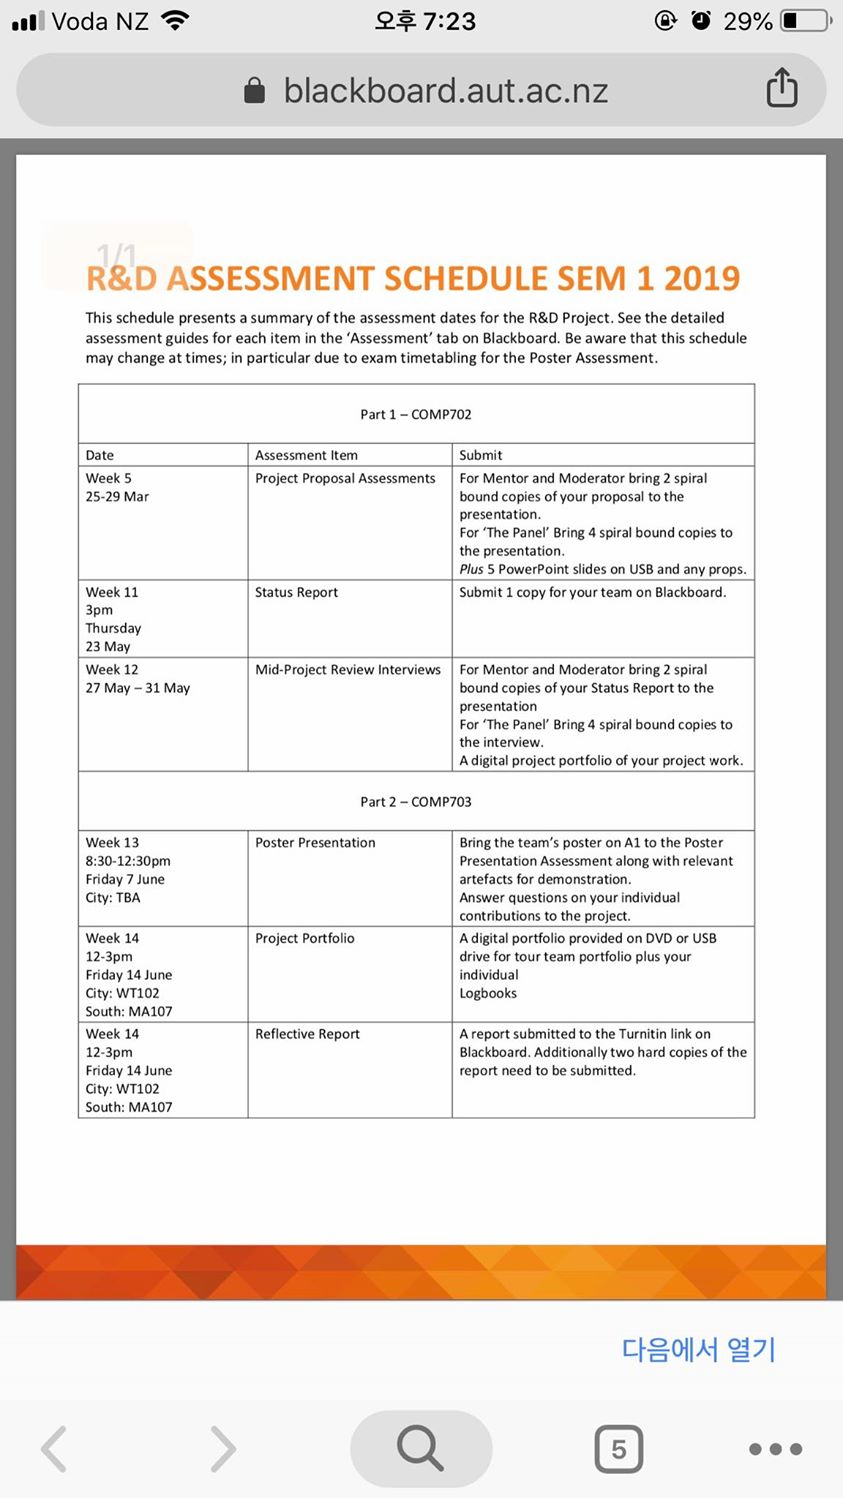 Voda NZ
오후 7:23
29%
blackboard.aut.ac.nz
1/1
R&D ASSESSMENT SCHEDULE SEM 1 2019
This schedule presents a summary of the assessment dates for the R&D Project. See the detailed
assessment guides for each item in the ‘Assessment’ tab on Blackboard. Be aware that this schedule
may change at times; in particular due to exam timetabling for the Poster Assessment.
Part 1 – COMP702
Date
Assessment Item
Submit
Week 5
25-29 Mar
Project Proposal Assessments
For Mentor and Moderator bring 2 spiral
bound copies of your proposal to the
presentation.
For ‘The Panel’ Bring 4 spiral bound copies to
the presentation.
Plus 5 PowerPoint slides on USB and any props.
Week 11
3pm
Thursday
23 May
Status Report
Submit 1 copy for your team on Blackboard.
Week 12
27 May – 31 May
Mid-Project Review Interviews
For Mentor and Moderator bring 2 spiral
bound copies of your Status Report to the
presentation
For ‘The Panel’ Bring 4 spiral bound copies to
the interview.
A digital project portfolio of your project work.
Part 2 – COMP703
Week 13
8:30-12:30pm
Friday 7 June
City: TBA
Poster Presentation
Bring the team’s poster on A1 to the Poster
Presentation Assessment along with relevant
artefacts for demonstration.
Answer questions on your individual
contributions to the project.
Week 14
12-3pm
Friday 14 June
City: WT102
South: MA107
Project Portfolio
A digital portfolio provided on DVD or USB
drive for tour team portfolio plus your
individual
Logbooks
Week 14
12-3pm
Friday 14 June
City: WT102
South: MA107
Reflective Report
A report submitted to the Turnitin link on
Blackboard. Additionally two hard copies of the
report need to be submitted.
다음에서 열기
5